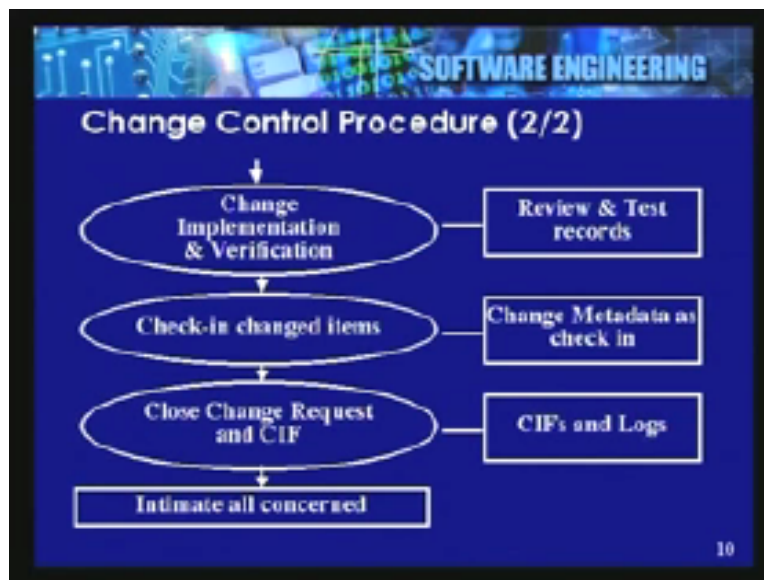 SOFTWARE ENGINEERING
Change Control Procedure (2/2)
Change
Implementation
& Verification
Review & Test
records
Check-in changed items
Change Metadata as
check in
Close Change Request
and CIF
CIFs and Logs
Intimate all concerned
10